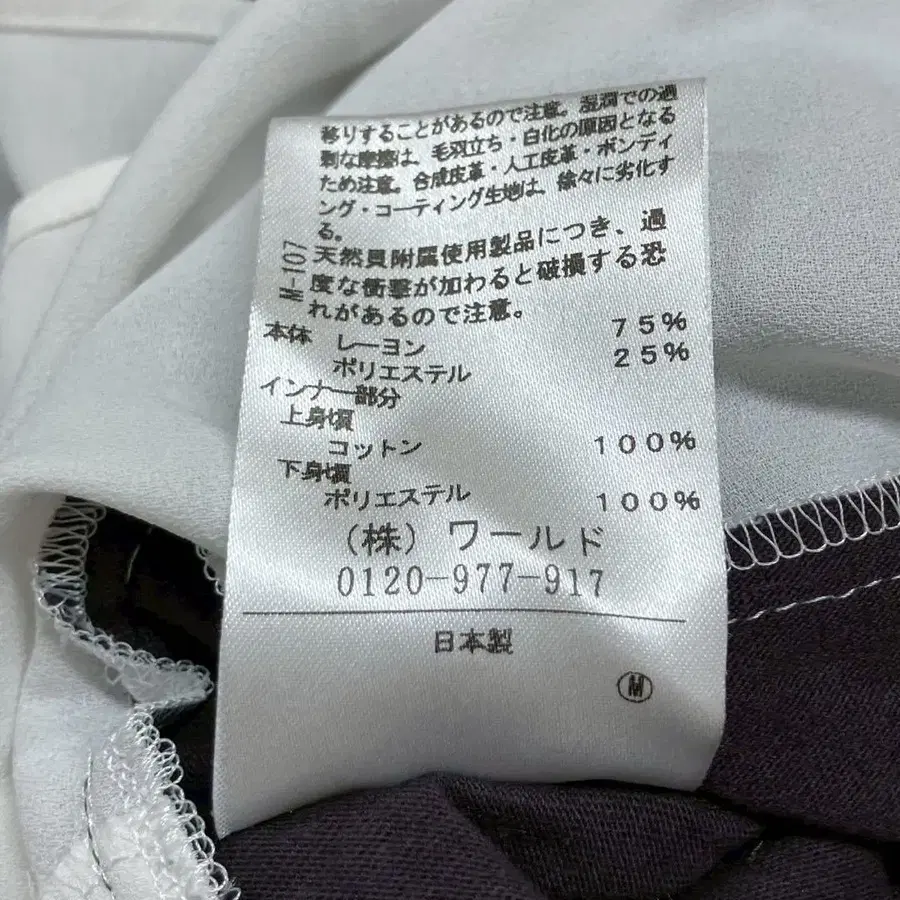 移りすることがあるので注意。湿潤での過
剰な摩擦は、毛羽立ち・白化の原因となる
ため注意。合成皮革・人工皮革・ボンディ
ング・コーティング生地は、徐々に劣化す
る。
M-107
天然貝附属使用製品につき、過
度な衝撃が加わると破損する恐
れがあるので注意。
本体 レーヨン 75%
ポリエステル 25%
インナー部分
上身頃
コットン 100%
下身頃
ポリエステル 100%
(株) ワールド
0120-977-917
日本製
M